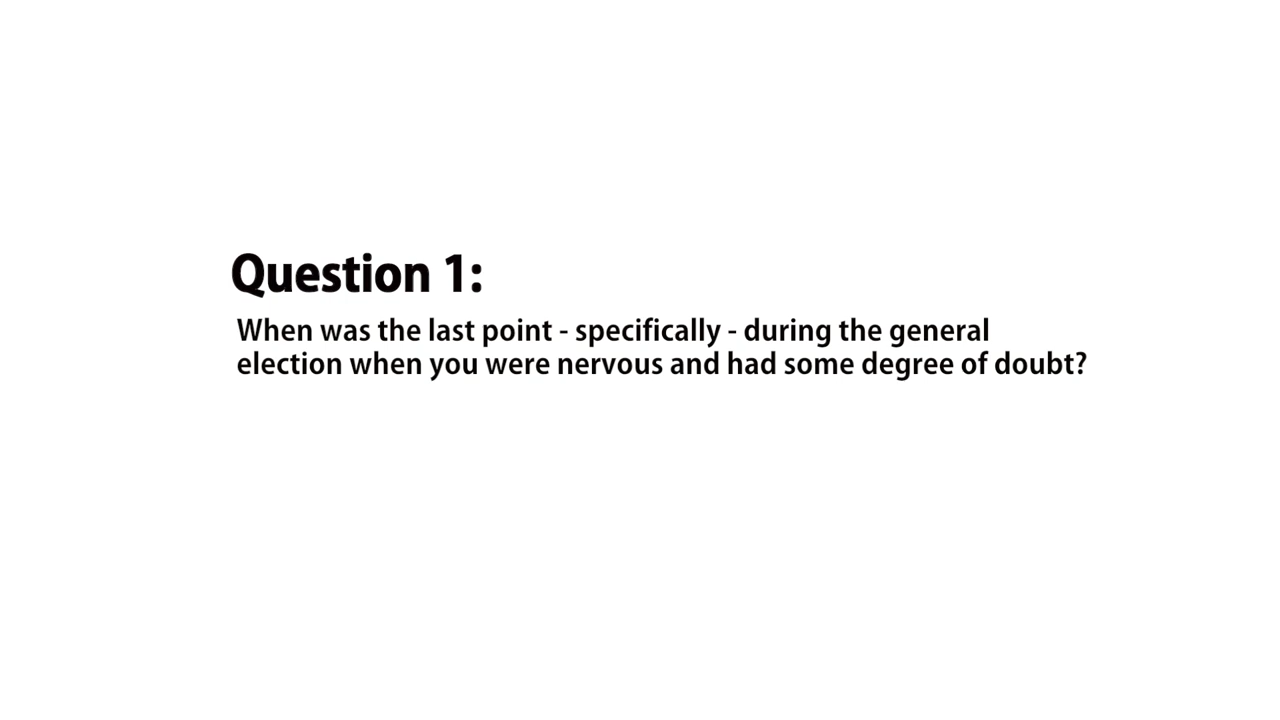 Question 1:
When was the last point - specifically - during the general
election when you were nervous and had some degree of doubt?